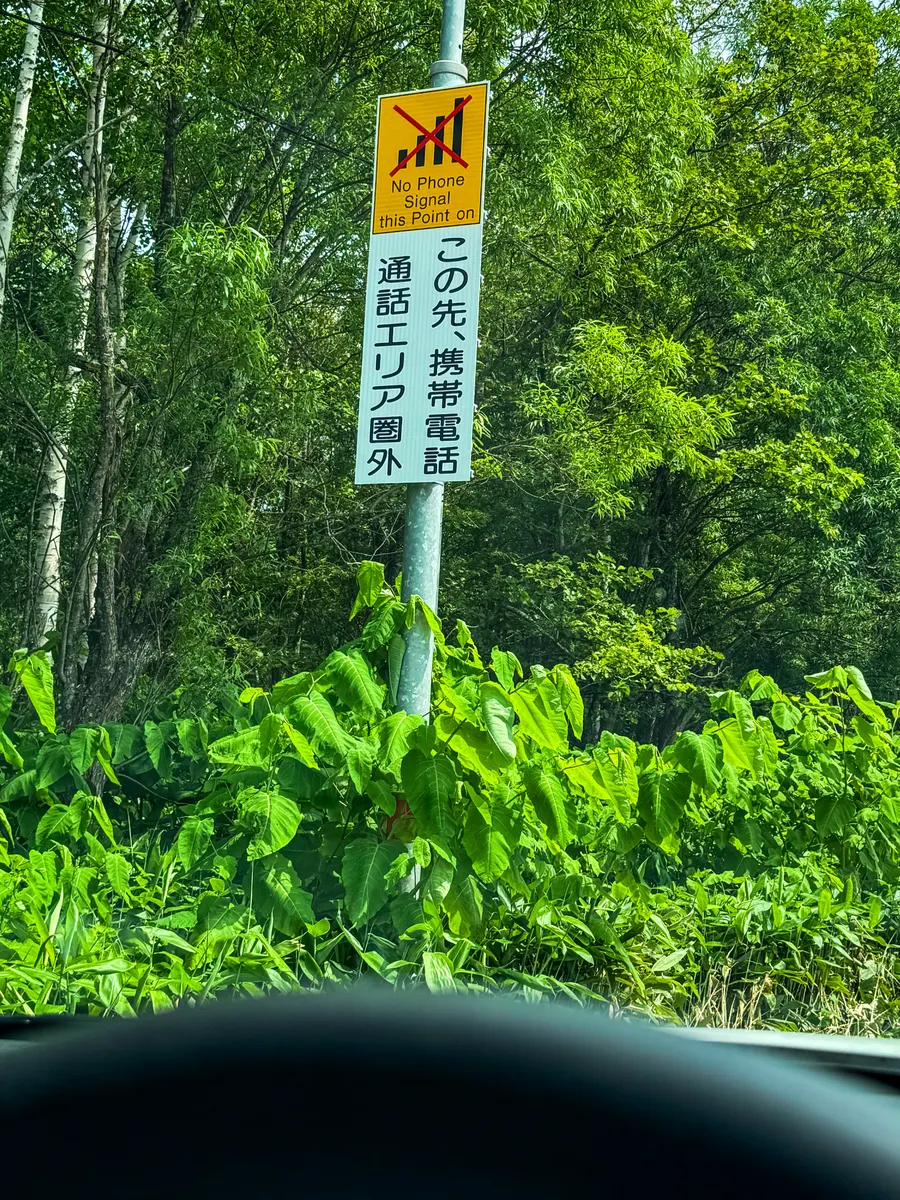 No Phone
Signal
this Point on
この先、携帯電話
通話エリア圏外